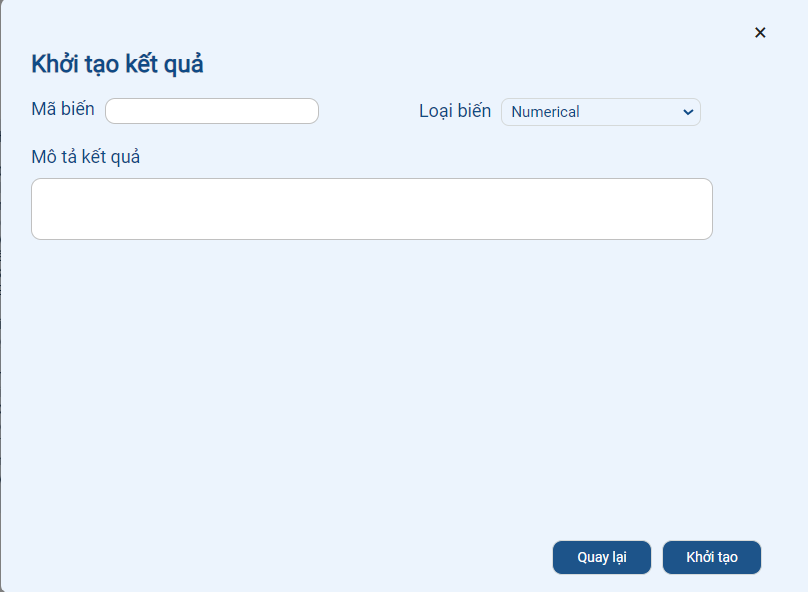 Khởi tạo kết quả
Mã biến
Loại biến Numerical
Mô tả kết quả
Quay lại Khởi tạo